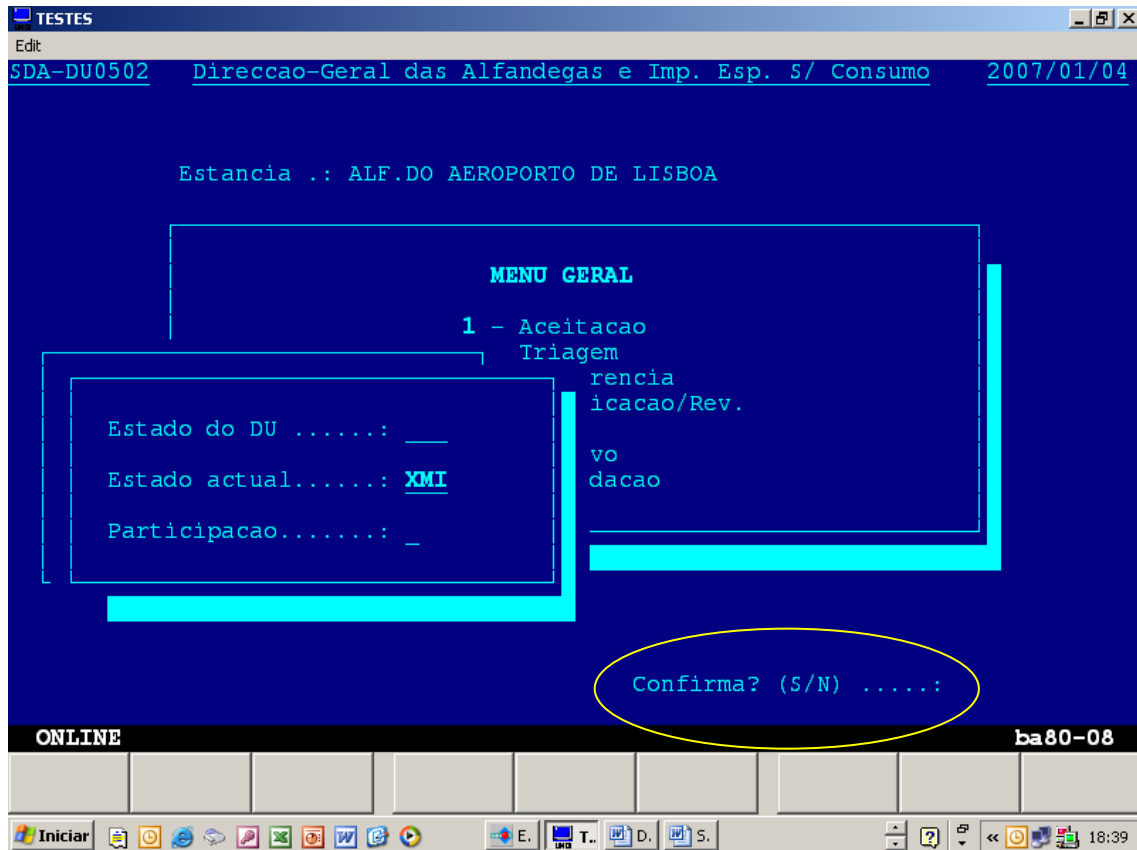 TESTES
Edit
SDA-DU0502 Direccao-Geral das Alfandegas e Imp. Esp. S/ Consumo 2007/01/04
Estancia .: ALF.DO AEROPORTO DE LISBOA
MENU GERAL
1 - Aceitacao
Triagem
rencia
icacao/Rev.
Estado do DU ......: ___
vo
Estado actual......: XMI
dacao
Participacao.......: _
Confirma? (S/N) .....:
ONLINE ba80-08
Iniciar E. T.. D. S. 18:39